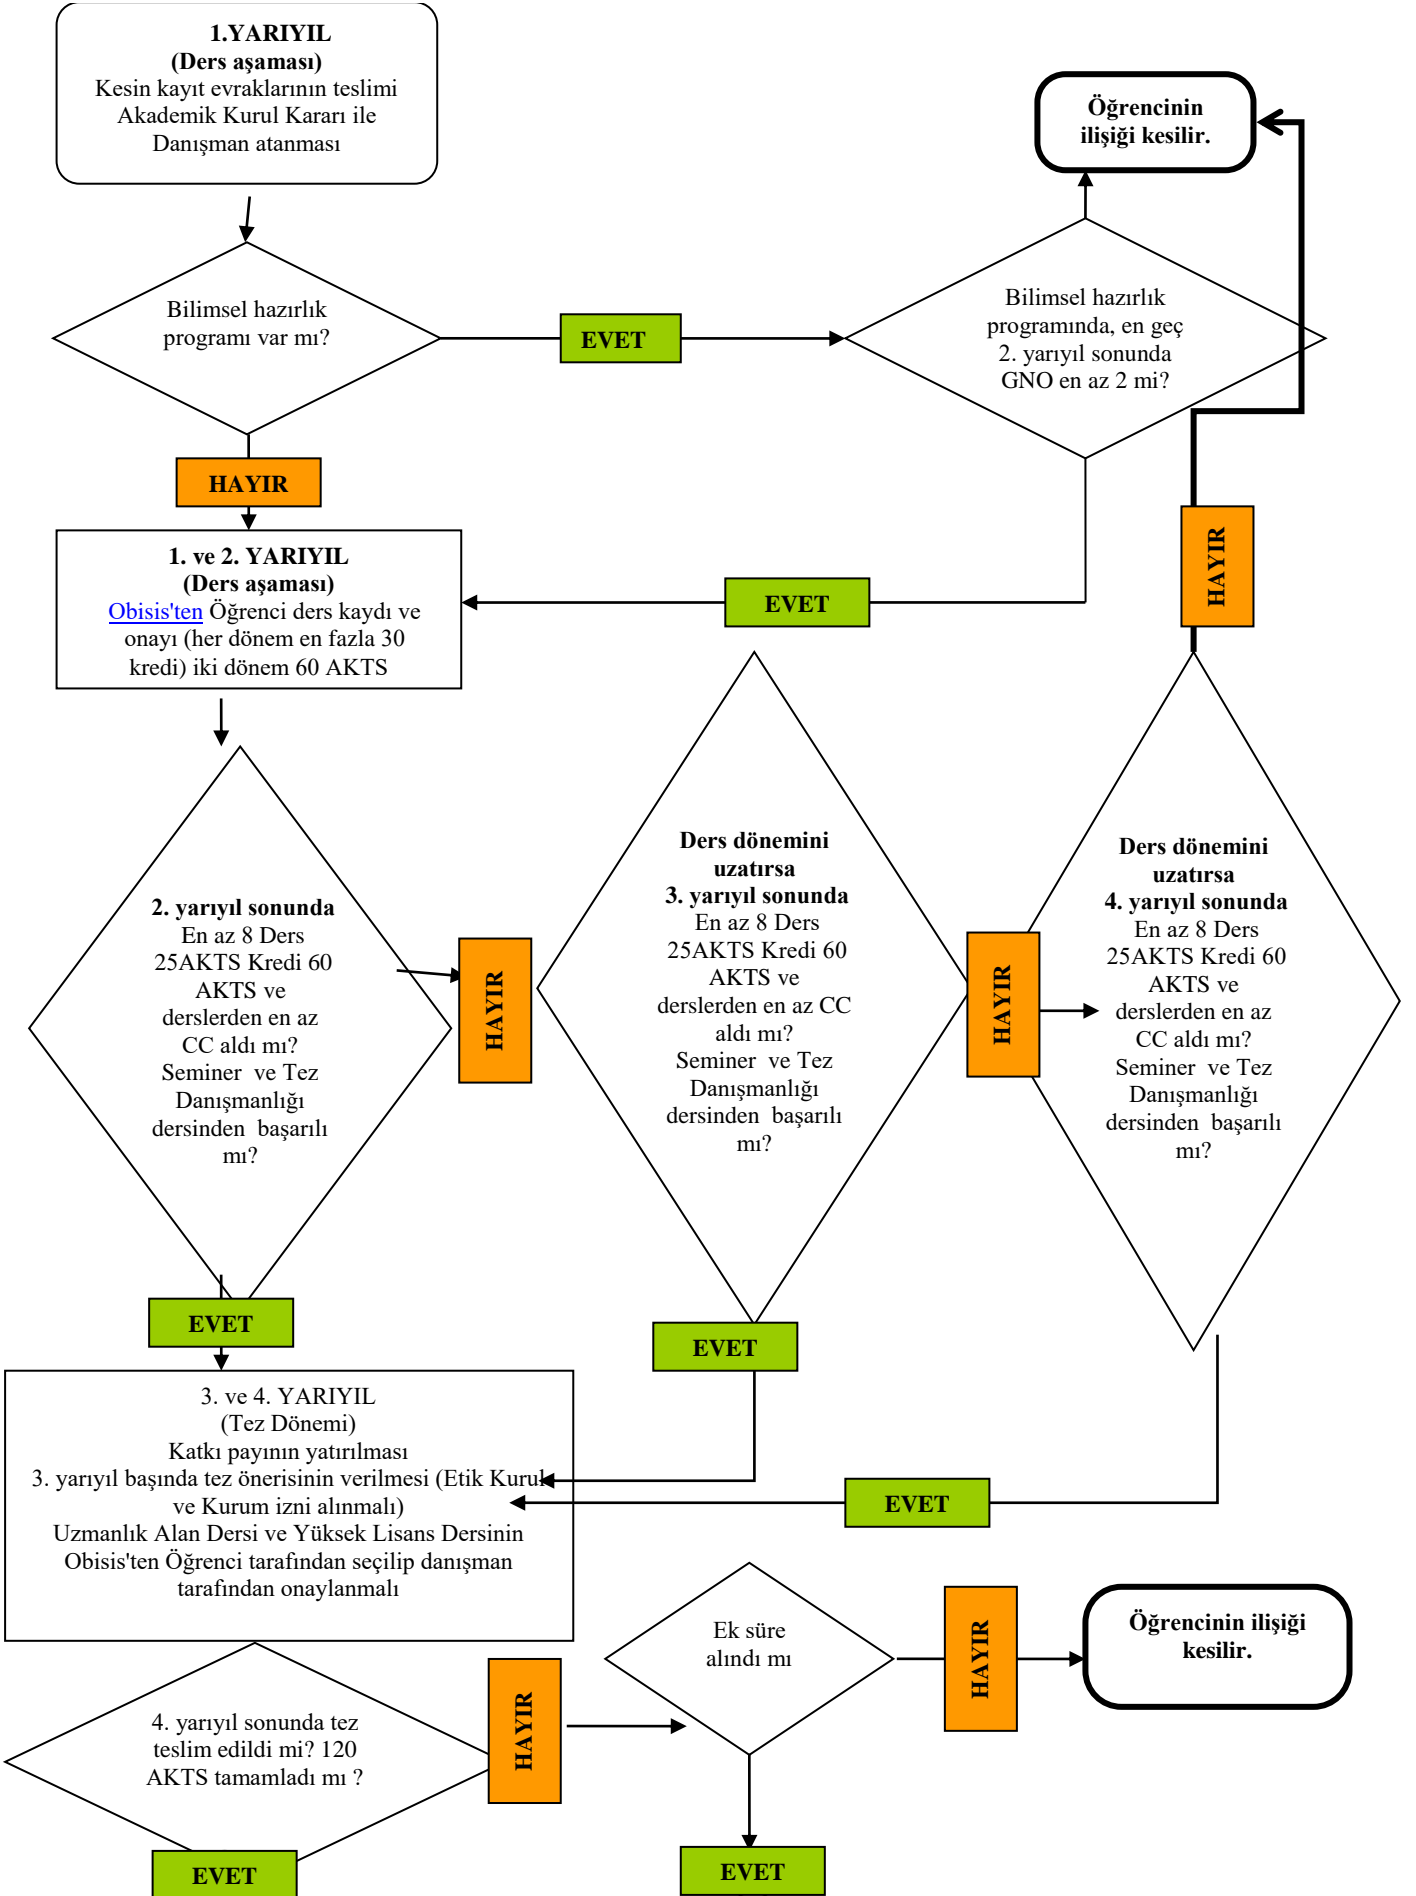 1.YARIYIL
(Ders aşaması)
Kesin kayıt evraklarının teslimi
Akademik Kurul Kararı ile
Danışman atanması
Öğrencinin
ilişiği kesilir.
Bilimsel hazırlık
programı var mı?
EVET
Bilimsel hazırlık
programında, en geç
2. yarıyıl sonunda
GNO en az 2 mi?
HAYIR
1. ve 2. YARIYIL
(Ders aşaması)
Obisis'ten Öğrenci ders kaydı ve
onayı (her dönem en fazla 30
kredi) iki dönem 60 AKTS
EVET
HAYIR
2. yarıyıl sonunda
En az 8 Ders
25AKTS Kredi 60
AKTS ve
derslerden en az
CC aldı mı?
Seminer  ve Tez
Danışmanlığı
dersinden  başarılı
mı?
HAYIR
Ders dönemini
uzatırsa
3. yarıyıl sonunda
En az 8 Ders
25AKTS Kredi 60
AKTS ve
derslerden en az CC
aldı mı?
Seminer  ve Tez
Danışmanlığı
dersinden  başarılı
mı?
HAYIR
Ders dönemini
uzatırsa
4. yarıyıl sonunda
En az 8 Ders
25AKTS Kredi 60
AKTS ve
derslerden en az
CC aldı mı?
Seminer  ve Tez
Danışmanlığı
dersinden  başarılı
mı?
EVET
EVET
3. ve 4. YARIYIL
(Tez Dönemi)
Katkı payının yatırılması
3. yarıyıl başında tez önerisinin verilmesi (Etik Kurul
ve Kurum izni alınmalı)
Uzmanlık Alan Dersi ve Yüksek Lisans Dersinin
Obisis'ten Öğrenci tarafından seçilip danışman
tarafından onaylanmalı
EVET
4. yarıyıl sonunda tez
teslim edildi mi? 120
AKTS tamamladı mı ?
HAYIR
Ek süre
alındı mı
HAYIR
Öğrencinin ilişiği
kesilir.
EVET
EVET